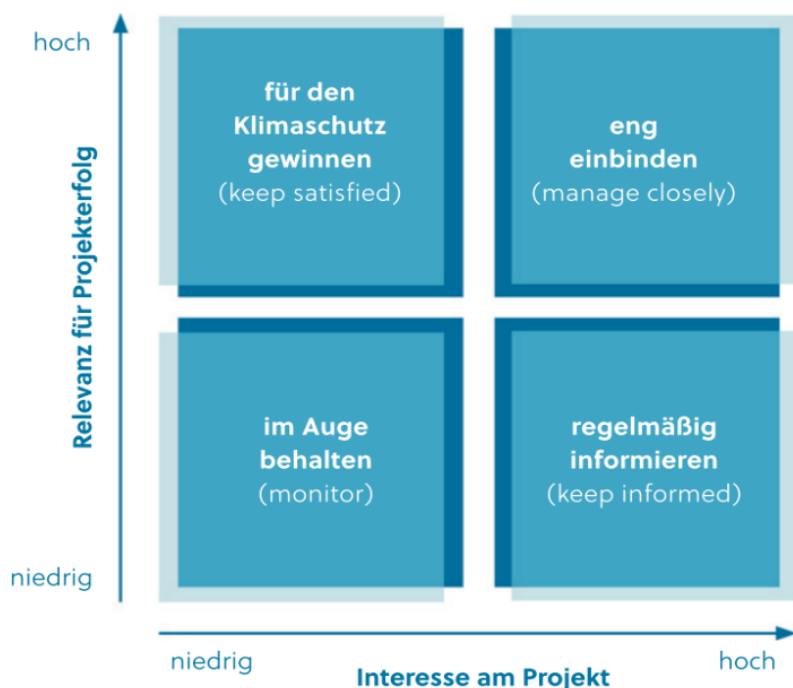 hoch
für den
Klimaschutz
gewinnen
(keep satisfied)
eng
einbinden
(manage closely)
Relevanz für Projekterfolg
im Auge
behalten
(monitor)
regelmäßig
informieren
(keep informed)
niedrig
niedrig
Interesse am Projekt
hoch